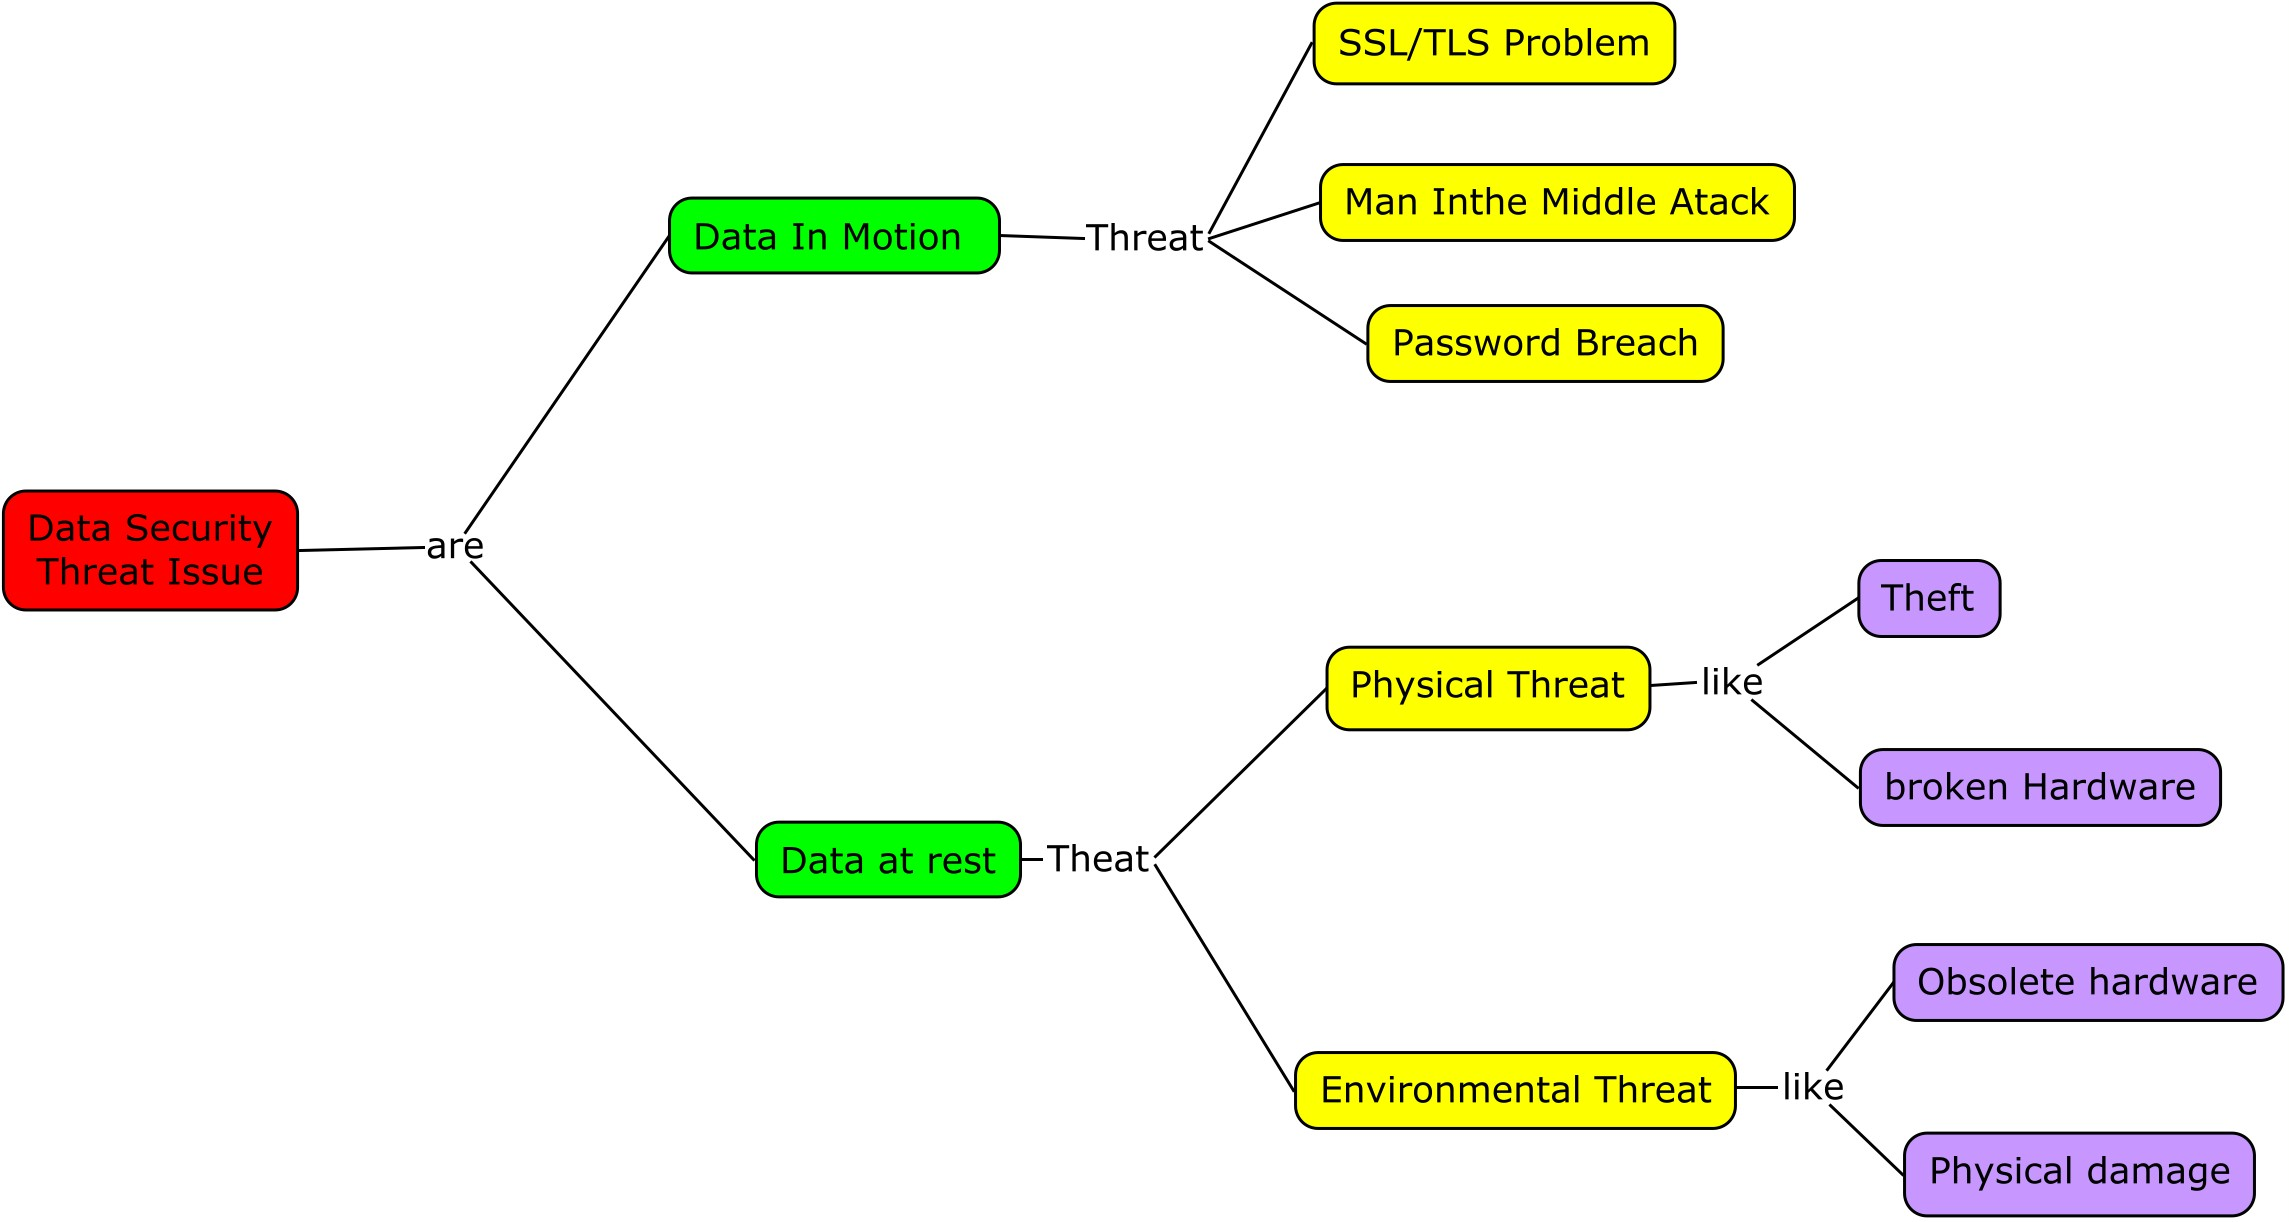 SSL/TLS Problem
Man Inthe Middle Atack
Data In Motion
Threat
Password Breach
Data Security
Threat Issue
are
Theft
Physical Threat
like
broken Hardware
Data at rest
Theat
Obsolete hardware
Environmental Threat
like
Physical damage